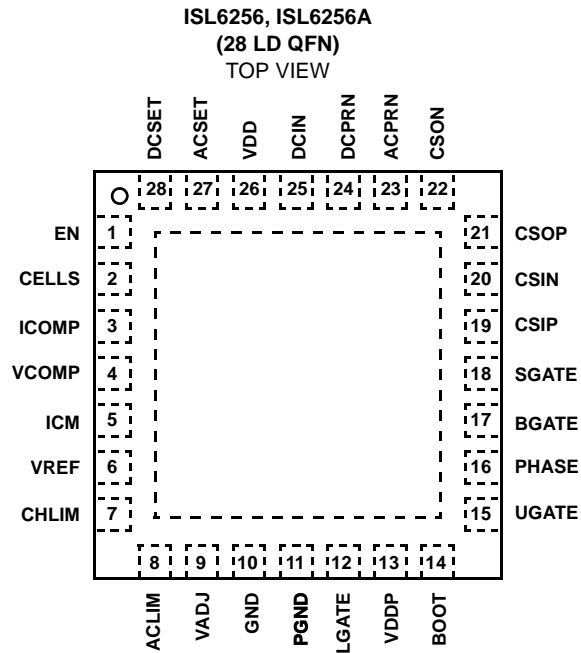 ISL6256, ISL6256A
(28 LD QFN)
TOP VIEW
DCSET
ACSET
VDD
DCIN
DCPRN
ACPRN
CSON
28 27 26 25 24 23 22
EN 1
CELLS 2
ICOMP 3
VCOMP 4
ICM 5
VREF 6
CHLIM 7
21 CSOP
20 CSIN
19 CSIP
18 SGATE
17 BGATE
16 PHASE
15 UGATE
8 9 10 11 12 13 14
ACLIM
VADJ
GND
PGND
LGATE
VDDP
BOOT